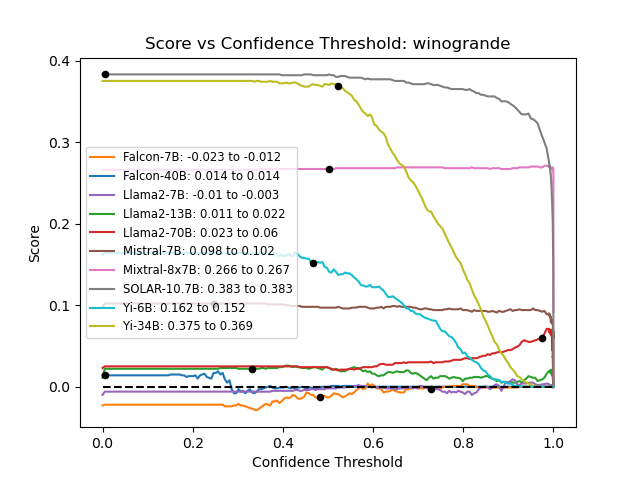 Score vs Confidence Threshold: winogrande
0.4
0.3
0.2
0.1
0.0
Score
Falcon-7B: -0.023 to -0.012
Falcon-40B: 0.014 to 0.014
Llama2-7B: -0.01 to -0.003
Llama2-13B: 0.011 to 0.022
Llama2-70B: 0.023 to 0.06
Mistral-7B: 0.098 to 0.102
Mixtral-8x7B: 0.266 to 0.267
SOLAR-10.7B: 0.383 to 0.383
Yi-6B: 0.162 to 0.152
Yi-34B: 0.375 to 0.369
0.0 0.2 0.4 0.6 0.8 1.0
Confidence Threshold